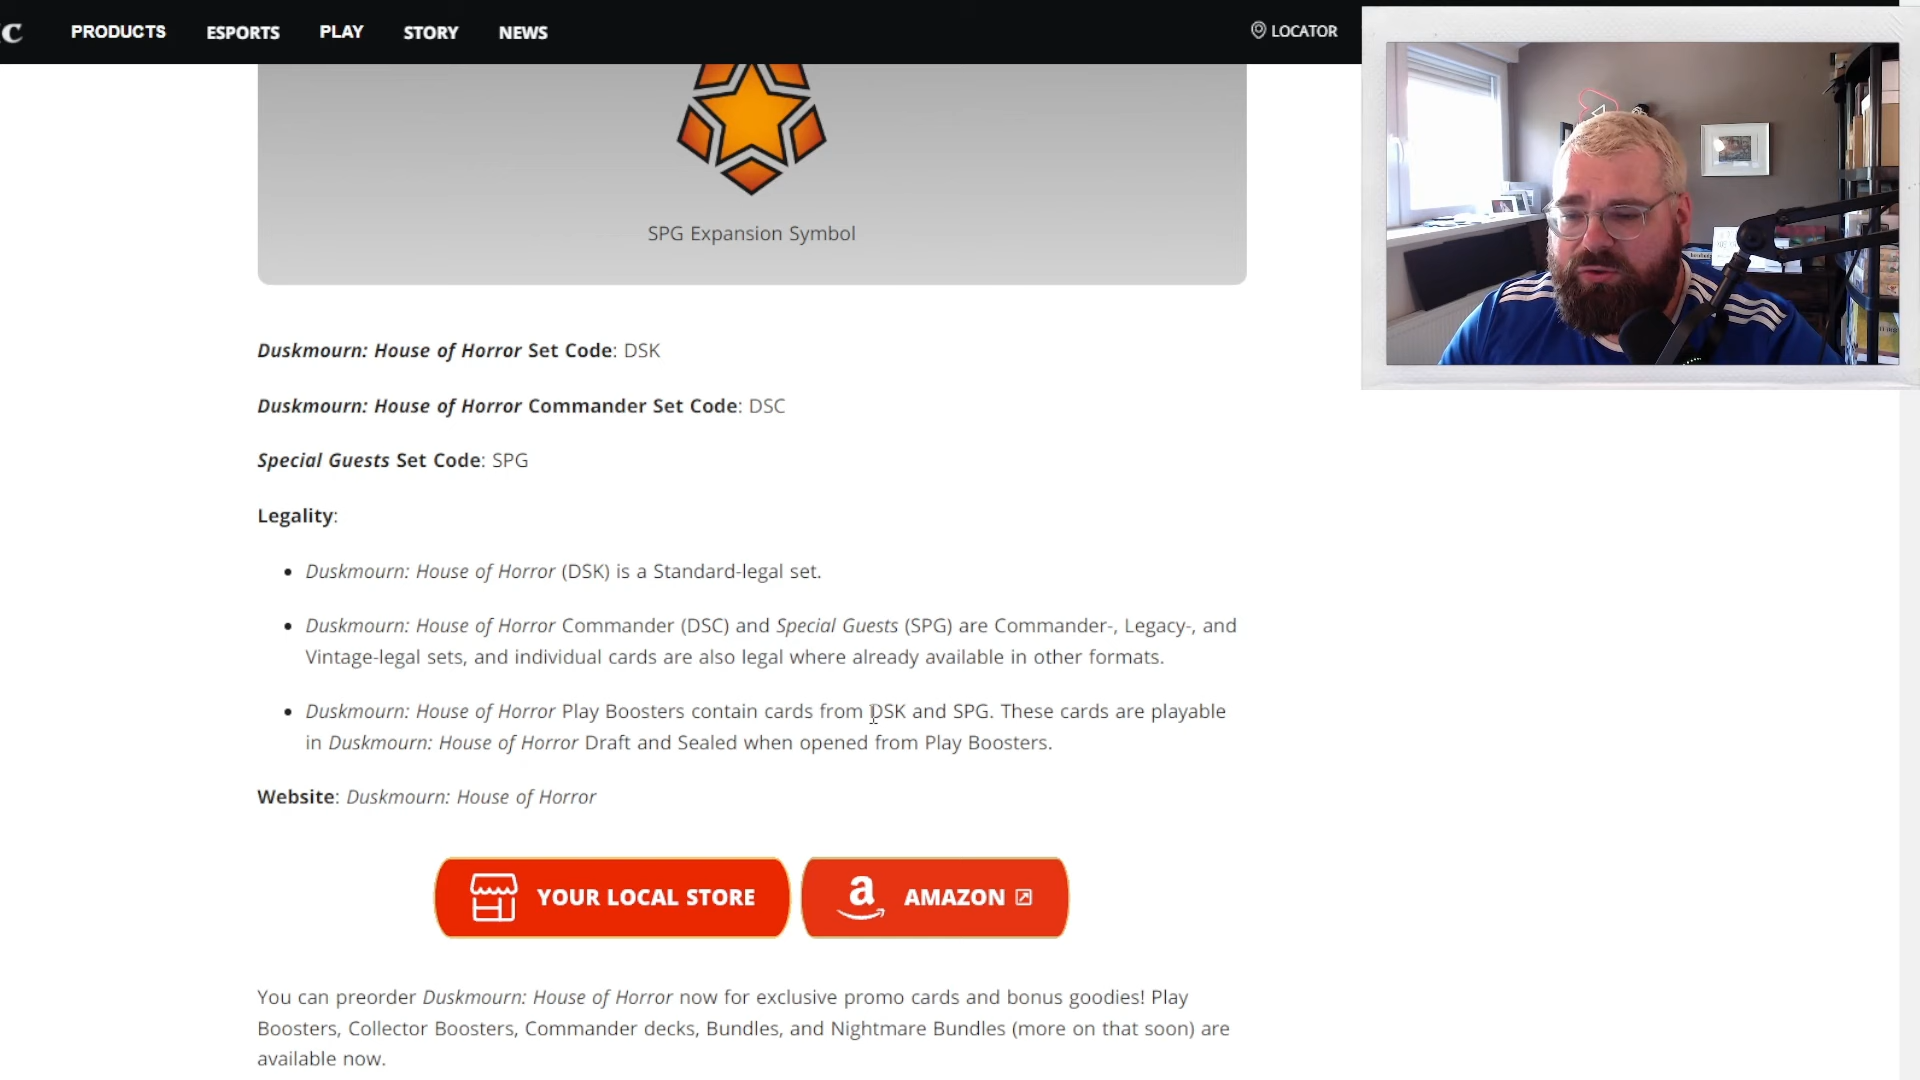 C PRODUCTS ESPORTS PLAY STORY NEWS LOCATOR
SPG Expansion Symbol
Duskmourn: House of Horror Set Code: DSK
Duskmourn: House of Horror Commander Set Code: DSC
Special Guests Set Code: SPG
Legality:
Duskmourn: House of Horror (DSK) is a Standard-legal set.
Duskmourn: House of Horror Commander (DSC) and Special Guests (SPG) are Commander-, Legacy-, and
Vintage-legal sets, and individual cards are also legal where already available in other formats.
Duskmourn: House of Horror Play Boosters contain cards from DSK and SPG. These cards are playable
in Duskmourn: House of Horror Draft and Sealed when opened from Play Boosters.
Website: Duskmourn: House of Horror
YOUR LOCAL STORE
a AMAZON
You can preorder Duskmourn: House of Horror now for exclusive promo cards and bonus goodies! Play
Boosters, Collector Boosters, Commander decks, Bundles, and Nightmare Bundles (more on that soon) are
available now.